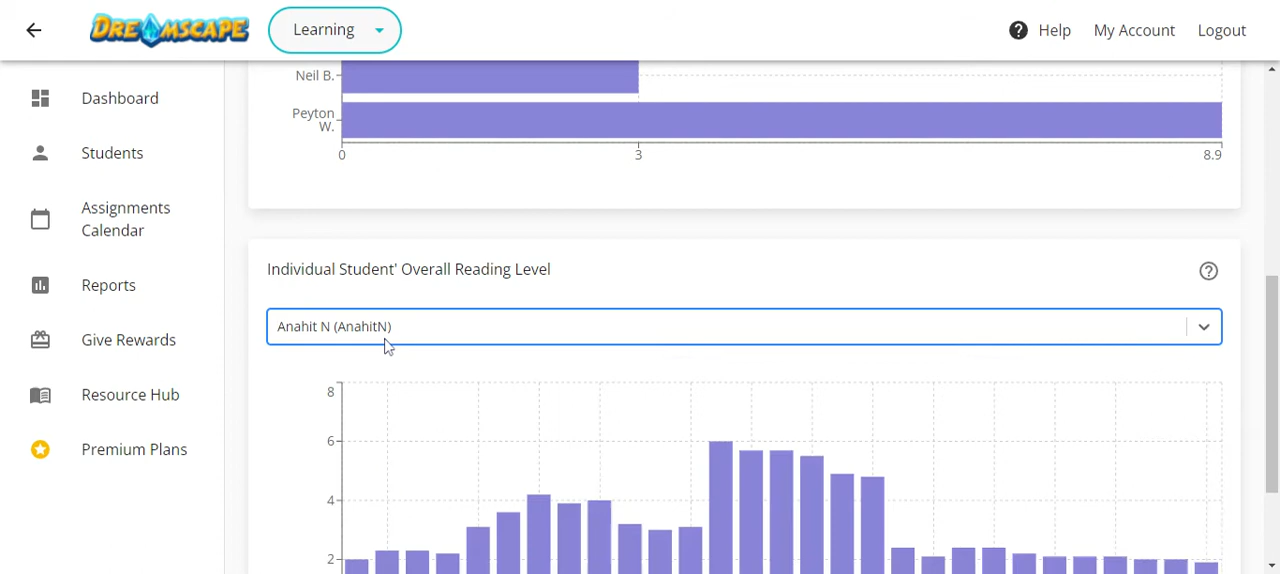 DREAMSCAPE
Learning
Help
My Account
Logout
Dashboard
Students
Assignments
Calendar
Reports
Give Rewards
Resource Hub
Premium Plans
Neil B.
Peyton
W.
0 3 8.9
Individual Student' Overall Reading Level
Anahit N (AnahitN)
8
6
4
2